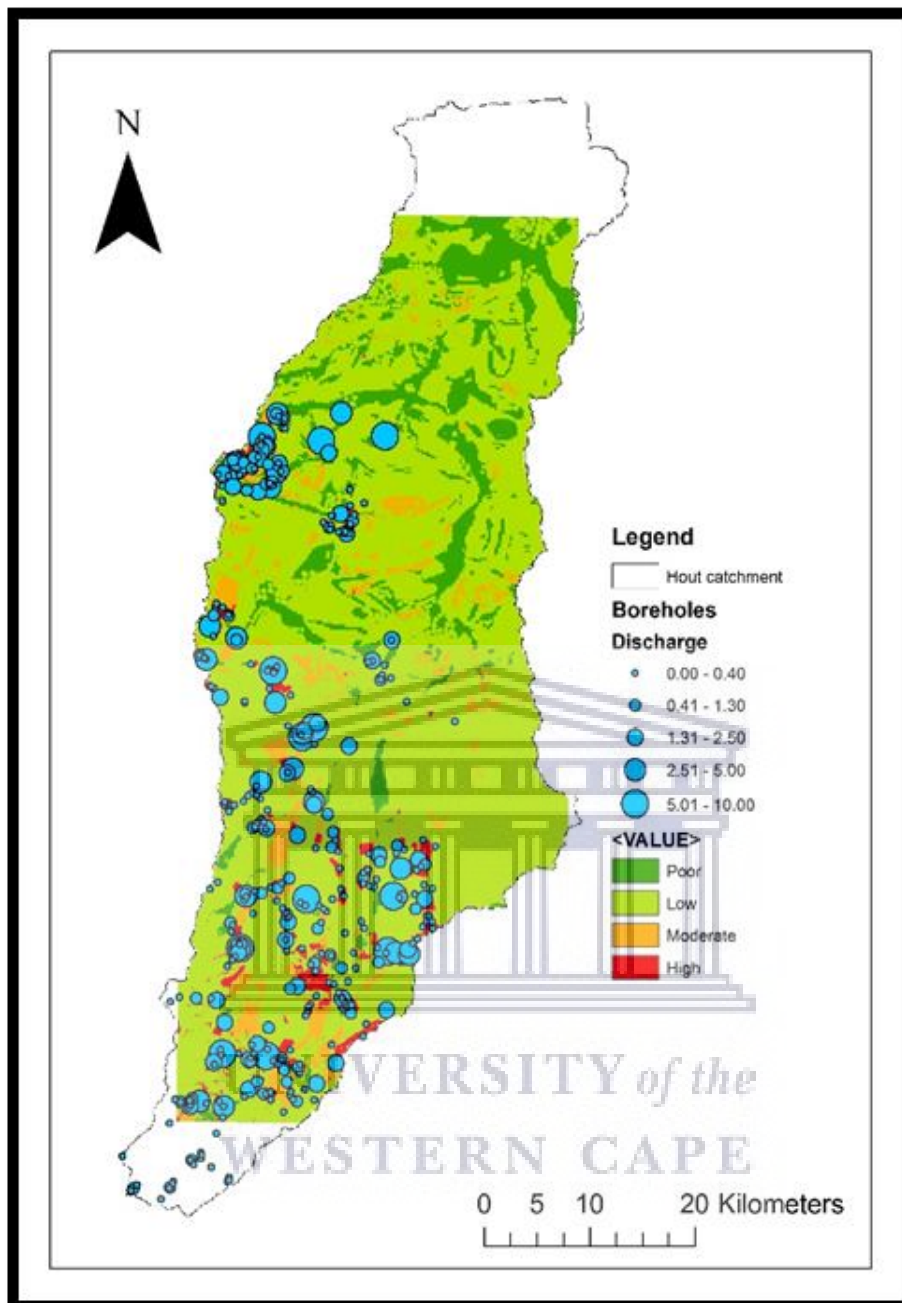 N
Legend
Hout catchment
Boreholes
Discharge
0.00 - 0.40
0.41 - 1.30
1.31 - 2.50
2.51 - 5.00
5.01 - 10.00
<VALUE>
Poor
Low
Moderate
High
UNIVERSITY of the
WESTERN CAPE
0 5 10 20 Kilometers